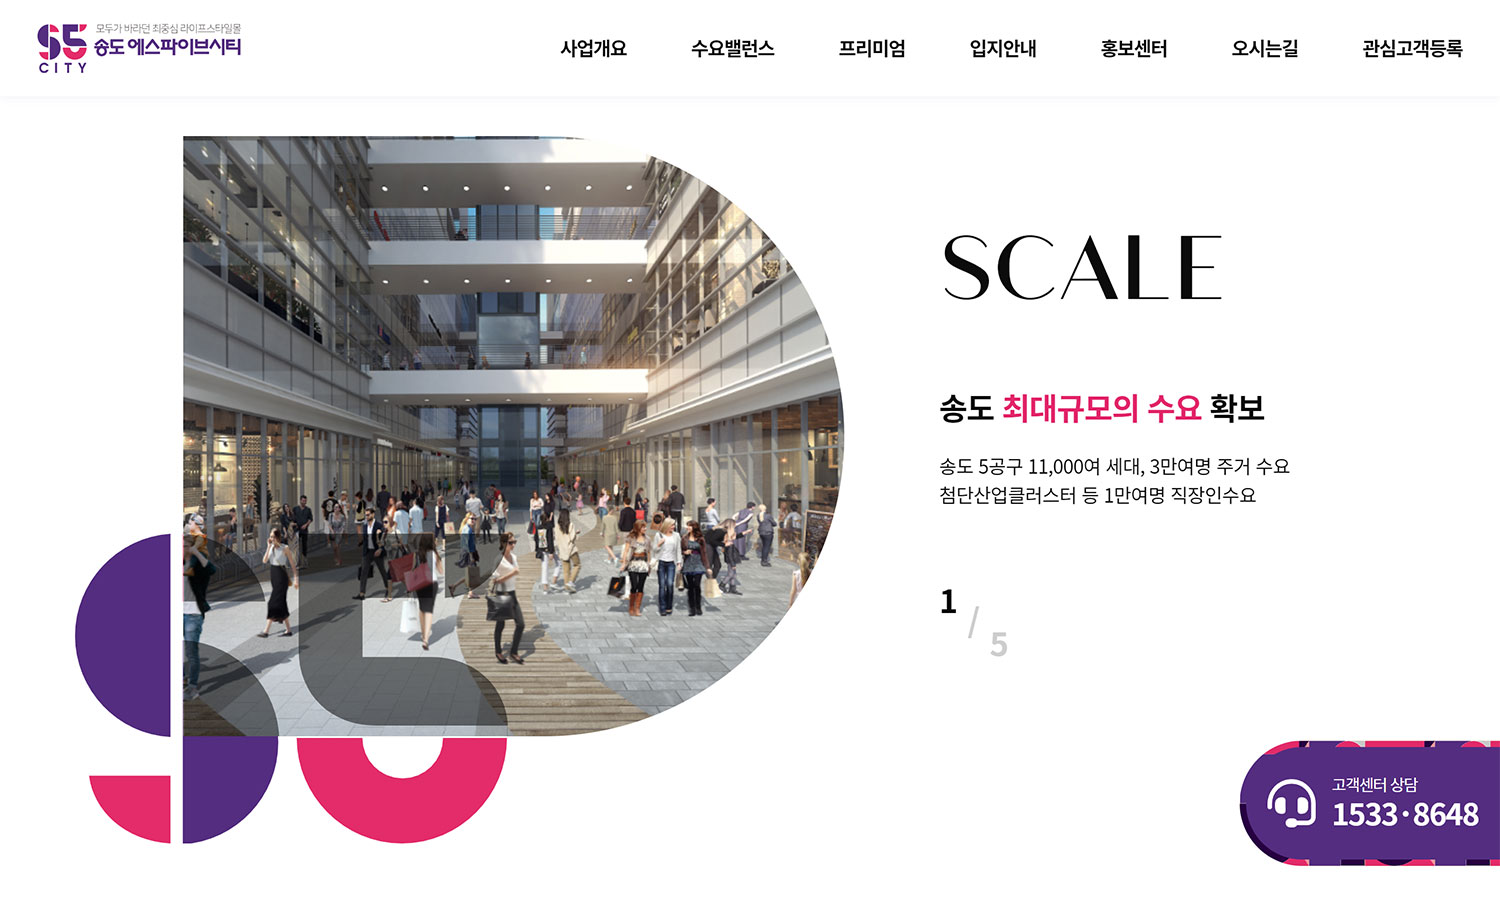 모두가 바라던 최중심 라이프스타일몰
S5 송도 에스파이브시티
CITY
사업개요 수요밸런스 프리미엄 입지안내 홍보센터 오시는길 관심고객등록
SCALE
송도 최대규모의 수요 확보
송도 5공구 11,000여 세대, 3만여명 주거 수요
첨단산업클러스터 등 1만여명 직장인수요
1 / 5
고객센터 상담
1533·8648